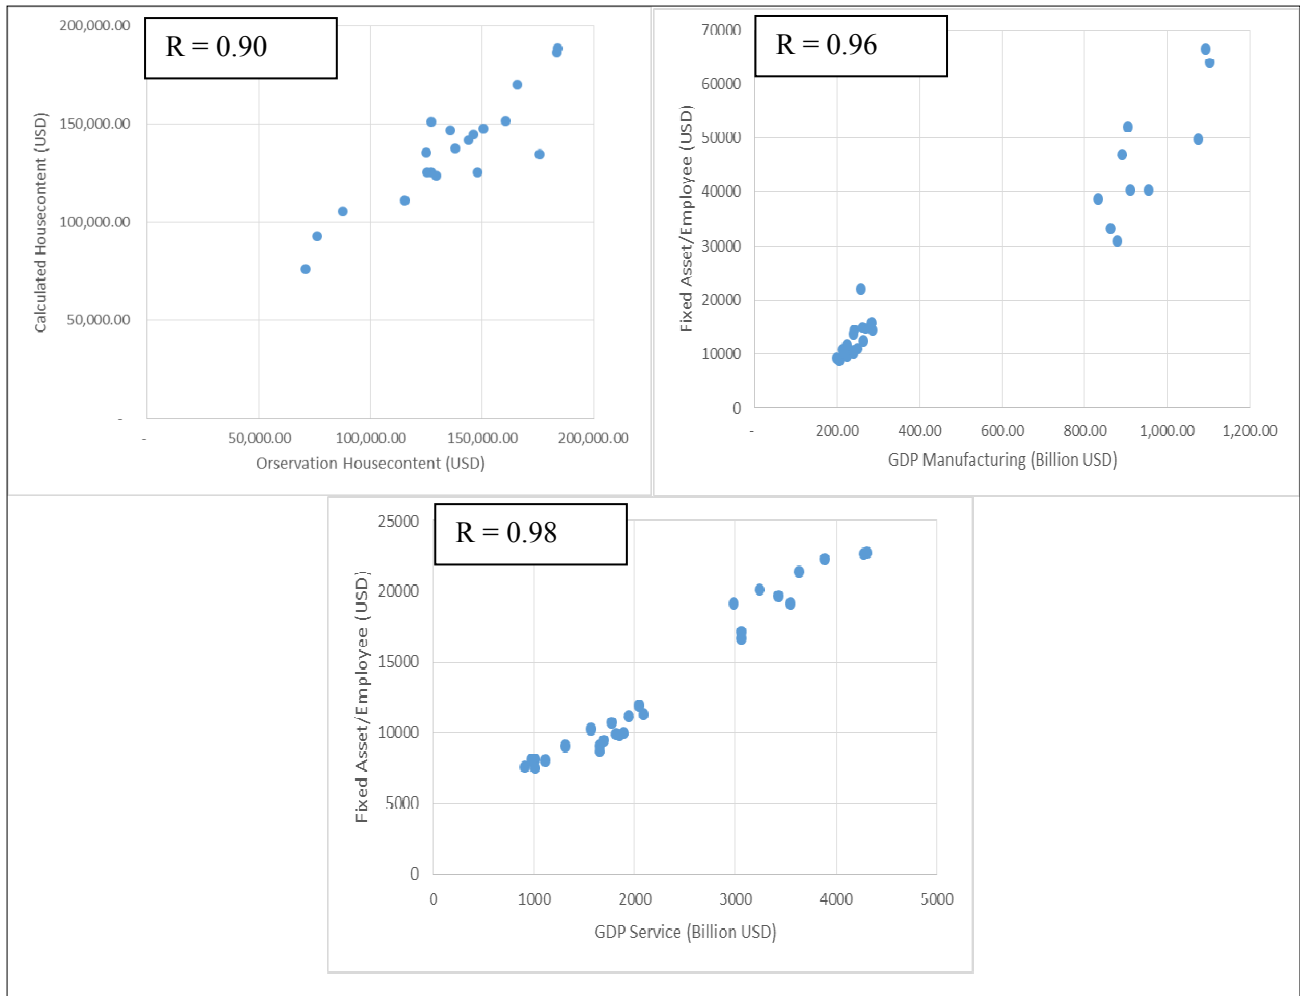 R = 0.90
200,000.00
150,000.00
100,000.00
50,000.00
-
Calculated Housecontent (USD)
- 50,000.00 100,000.00 150,000.00 200,000.00
Orservation Housecontent (USD)
R = 0.96
70000
60000
50000
40000
30000
20000
10000
0
Fixed Asset/Employee (USD)
- 200.00 400.00 600.00 800.00 1,000.00 1,200.00
GDP Manufacturing (Billion USD)
R = 0.98
25000
20000
15000
10000
5000
0
Fixed Asset/Employee (USD)
0 1000 2000 3000 4000 5000
GDP Service (Billion USD)